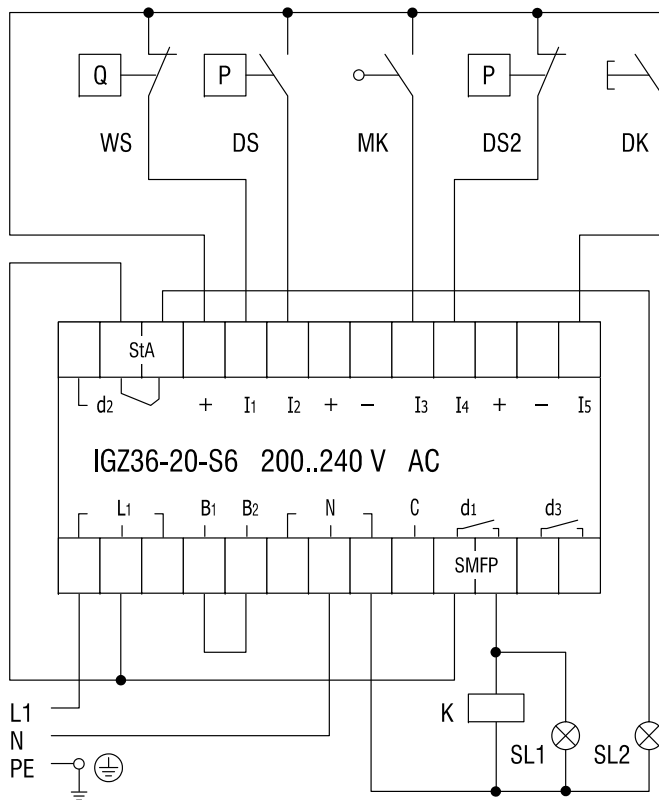 Q P P
WS DS MK DS2 DK
StA
d2 + I1 I2 + – I3 I4 + – I5
IGZ36-20-S6 200..240 V AC
L1 B1 B2 N C d1 d3
SMFP
L1
N
PE
K SL1 SL2